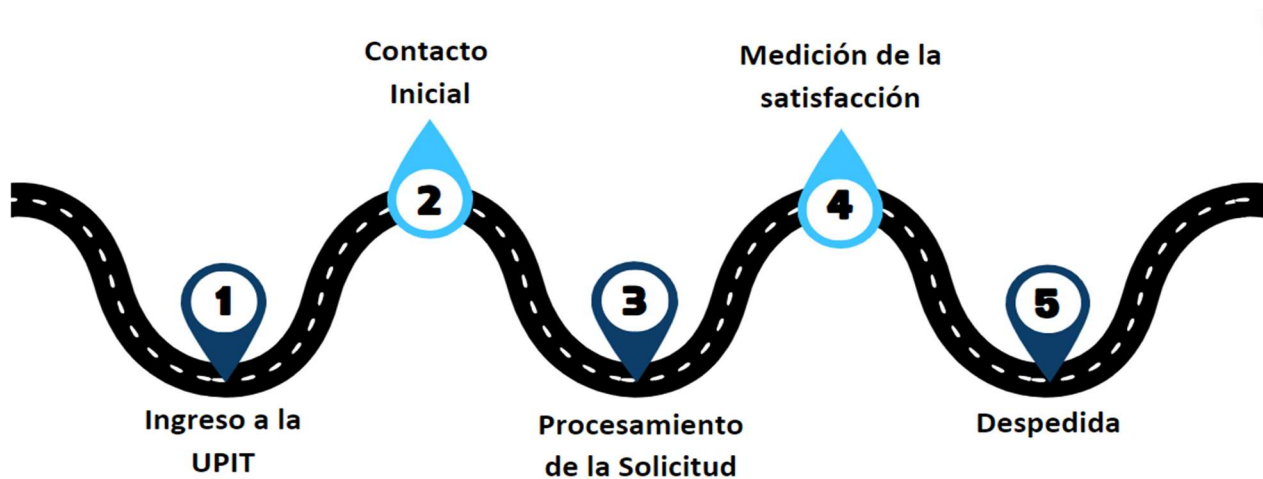 1
Ingreso a la
UPIT
Contacto
Inicial
2
3
Procesamiento
de la Solicitud
Medición de la
satisfacción
4
5
Despedida